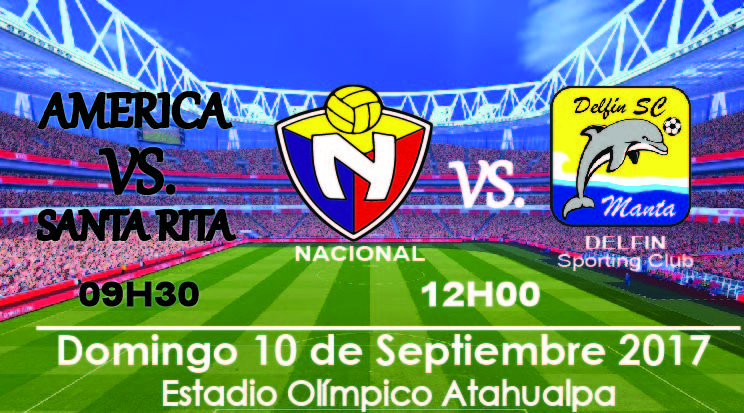 AMERICA
VS.
SANTA RITA
09H30
N
NACIONAL
VS.
Delfin SC
Manta
DELFIN
Sporting Club
12H00
Domingo 10 de Septiembre 2017
Estadio Olímpico Atahualpa